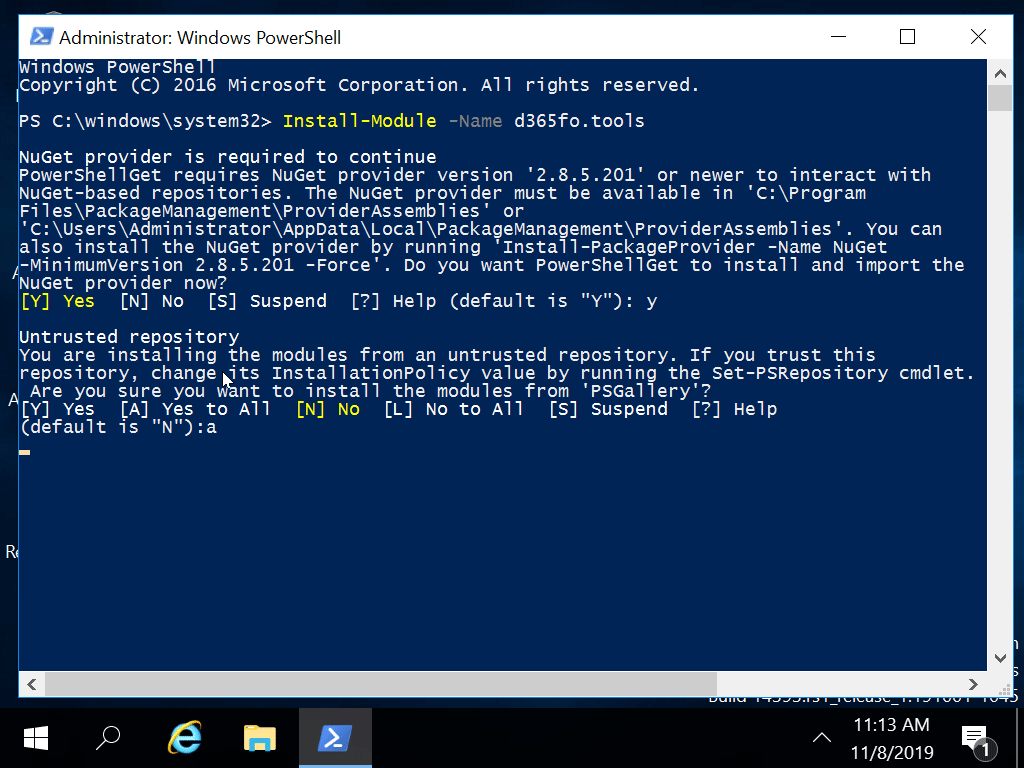 Administrator: Windows PowerShell
Windows PowerShell
Copyright (C) 2016 Microsoft Corporation. All rights reserved.
PS C:\windows\system32> Install-Module -Name d365fo.tools
NuGet provider is required to continue
PowerShellGet requires NuGet provider version '2.8.5.201' or newer to interact with
NuGet-based repositories. The NuGet provider must be available in 'C:\Program
Files\PackageManagement\ProviderAssemblies' or
'C:\Users\Administrator\AppData\Local\PackageManagement\ProviderAssemblies'. You can
also install the NuGet provider by running 'Install-PackageProvider -Name NuGet
-MinimumVersion 2.8.5.201 -Force'. Do you want PowerShellGet to install and import the
NuGet provider now?
[Y] Yes  [N] No  [S] Suspend  [?] Help (default is "Y"): y
Untrusted repository
You are installing the modules from an untrusted repository. If you trust this
repository, change its InstallationPolicy value by running the Set-PSRepository cmdlet.
Are you sure you want to install the modules from 'PSGallery'?
[Y] Yes  [A] Yes to All  [N] No  [L] No to All  [S] Suspend  [?] Help
(default is "N"):a
11:13 AM
11/8/2019
1